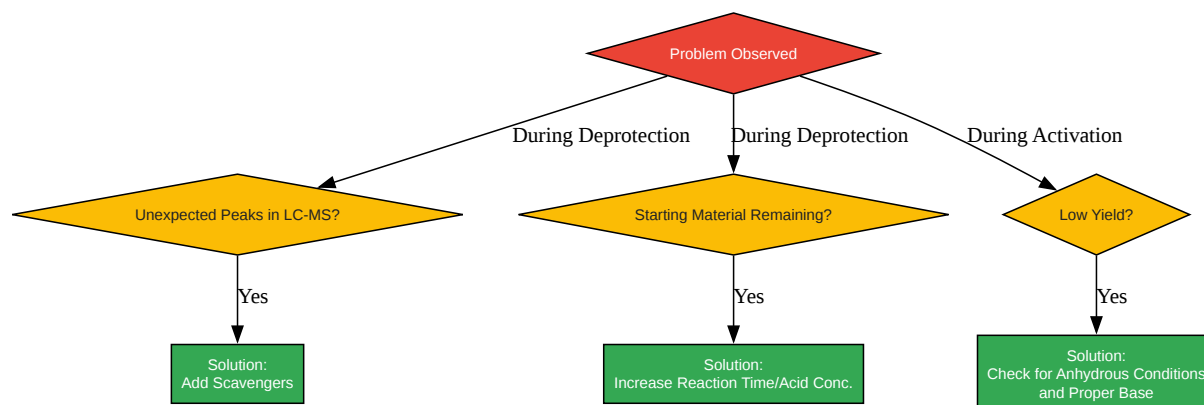 Problem Observed
During Deprotection
During Deprotection
During Activation
Unexpected Peaks in LC-MS?
Starting Material Remaining?
Low Yield?
Yes
Yes
Yes
Solution:
Add Scavengers
Solution:
Increase Reaction Time/Acid Conc.
Solution:
Check for Anhydrous Conditions
and Proper Base